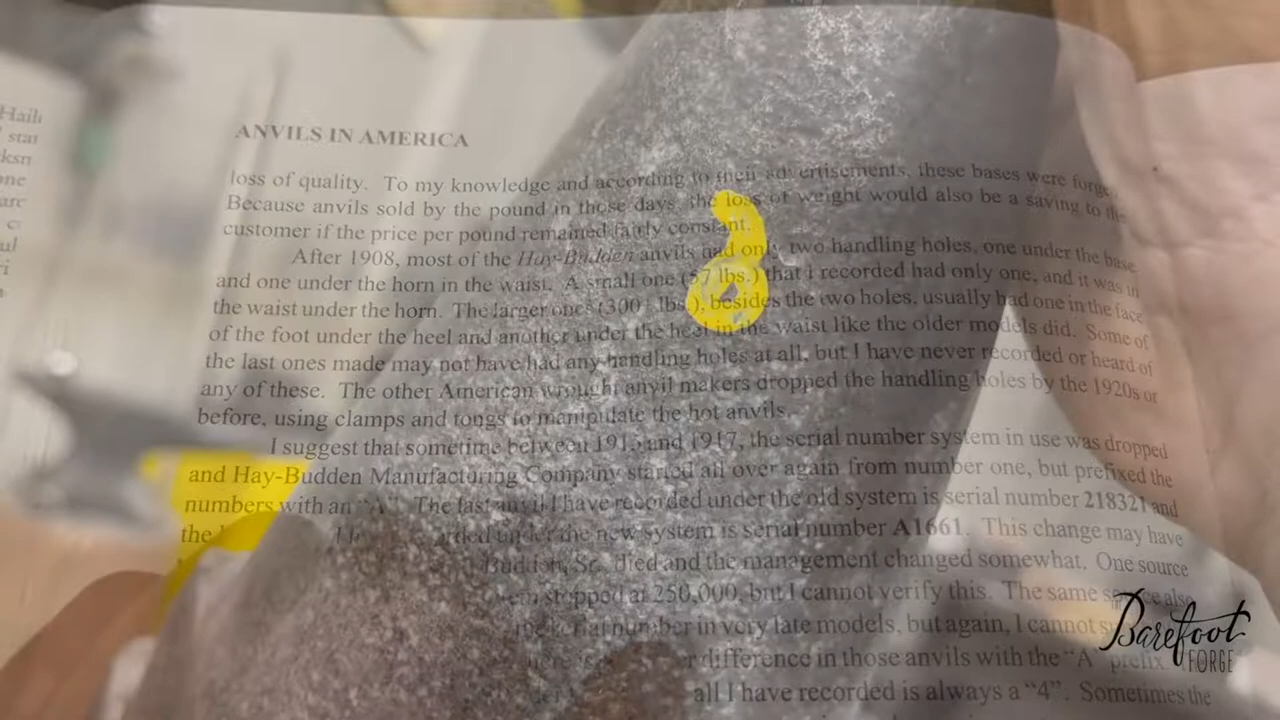 Hail
stat
ksn
one
ANVILS IN AMERICA
loss of quality. To my knowledge and according to their advertisements, these bases were forge
Because anvils sold by the pound in those days, the loss of weight would also be a saving to the
customer if the price per pound remained fairly constant.
After 1908, most of the Hay-Budden anvils had only two handling holes, one under the base
and one under the horn in the waist. A small one (57 lbs.) that I recorded had only one, and it was in
the waist under the horn. The larger ones (300+ lbs.), besides the two holes, usually had one in the face
of the foot under the heel and another under the heel in the waist like the older models did. Some of
the last ones made may not have had any handling holes at all, but I have never recorded or heard of
any of these. The other American wrought anvil makers dropped the handling holes by the 1920s or
before, using clamps and tongs to manipulate the hot anvils.
I suggest that sometime between 1915 and 1917, the serial number system in use was dropped
and Hay-Budden Manufacturing Company started all over again from number one, but prefixed the
numbers with an "A". The last anvil I have recorded under the old system is serial number 218321 and
the under the new system is serial number A1661. This change may have
Budden, Sr. died and the management changed somewhat. One source
stopped at 250,000, but I cannot verify this. The same source also
the serial number in very late models, but again, I cannot
difference in those anvils with the "A" prefix.
all I have recorded is always a "4". Sometimes the
6
Barefoot
FORGE